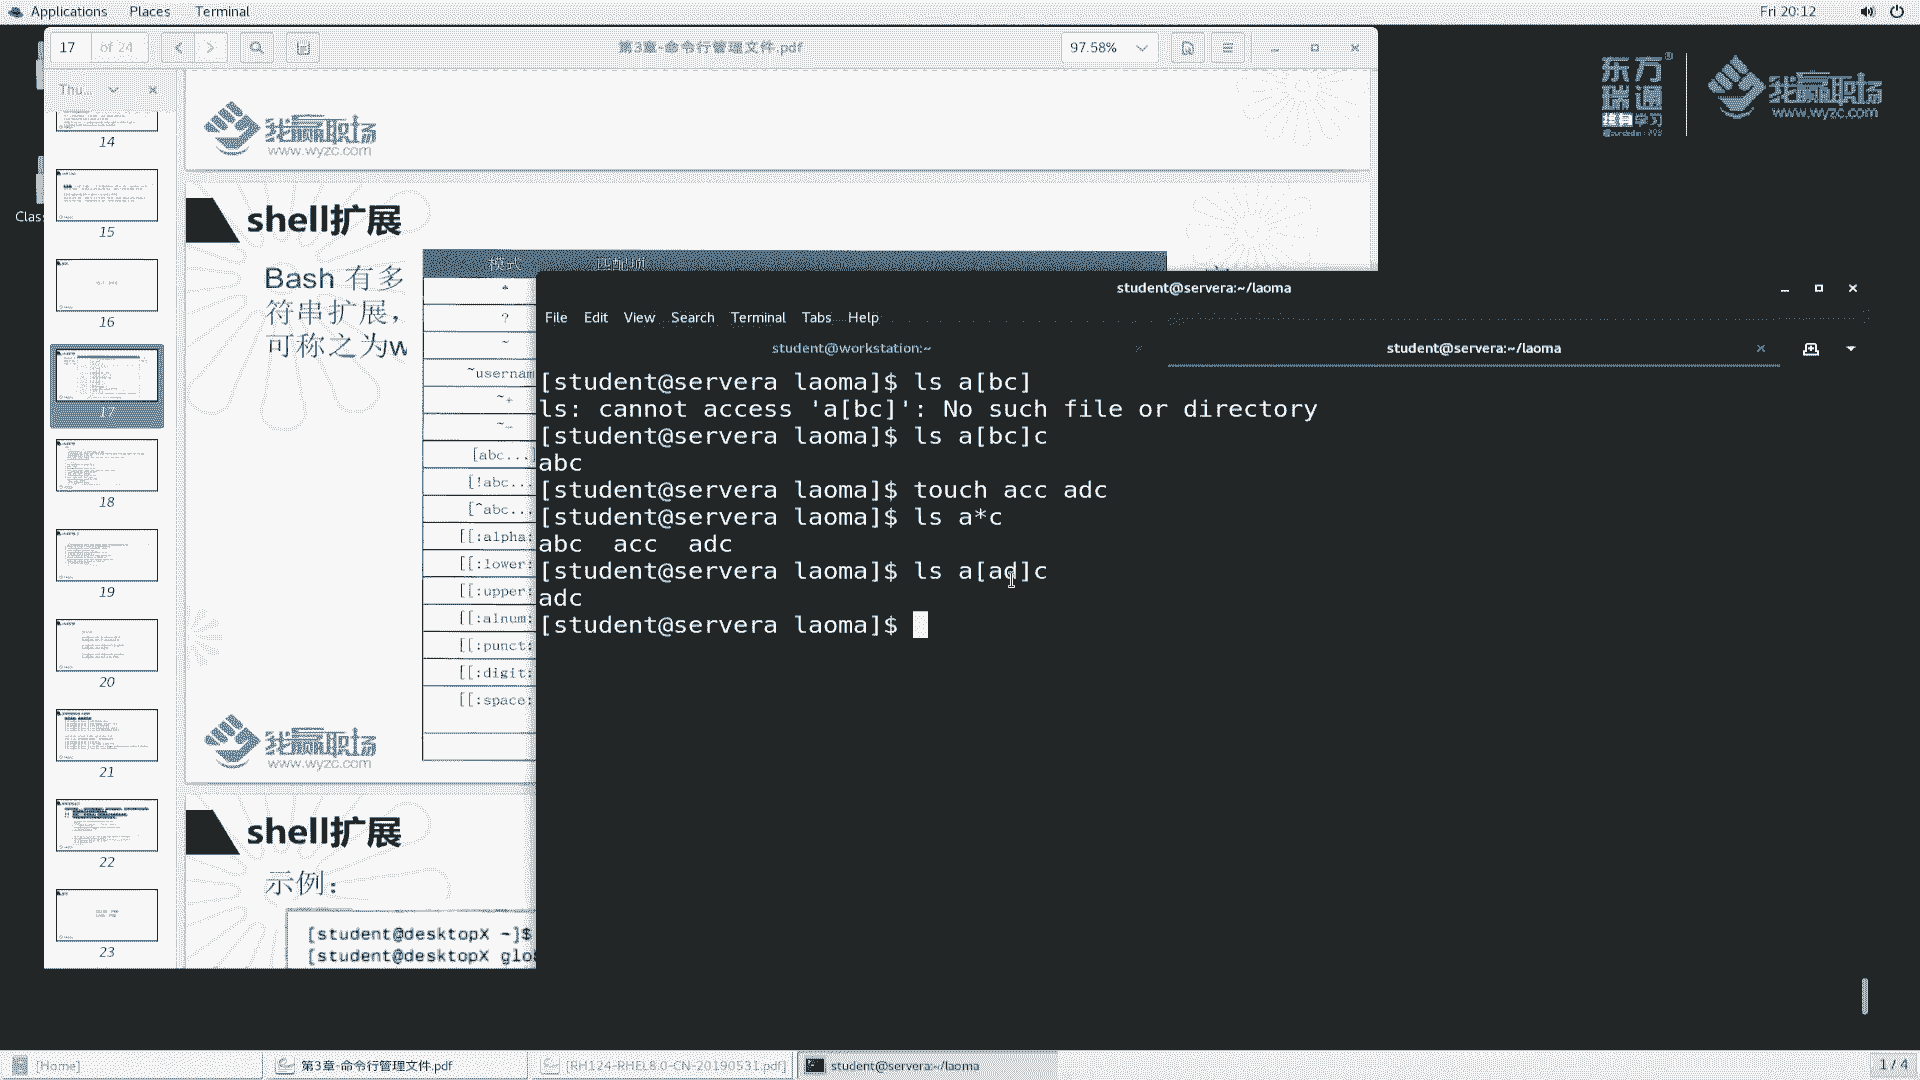 Applications Places Terminal
Fri 20:12
17 of 24
第3章-命令行管理文件.pdf
97.58%
Thu...
14
15
16
17
18
19
20
21
22
23
我赢职场
www.wyzc.com
东方瑞通
我赢职场
www.wyzc.com
shell扩展
Bash 有多
符串扩展，
可称之为w
模式 匹配项
*
?
~
~usernam
~+
~-
[abc...
[!abc...
[^abc...
[[:alpha:
[[:lower:
[[:upper:
[[:alnum:
[[:punct:
[[:digit:
[[:space:
我赢职场
www.wyzc.com
shell扩展
示例：
[student@desktopX ~]$
[student@desktopX glo
student@servera:~/laoma
File Edit View Search Terminal Tabs Help
student@workstation:~
student@servera:~/laoma
[student@servera laoma]$ ls a[bc]
ls: cannot access 'a[bc]': No such file or directory
[student@servera laoma]$ ls a[bc]c
abc
[student@servera laoma]$ touch acc adc
[student@servera laoma]$ ls a*c
abc acc adc
[student@servera laoma]$ ls a[ad]c
adc
[student@servera laoma]$
[Home]
第3章-命令行管理文件.pdf
[RH124-RHEL8.0-CN-20190531.pdf]
student@servera:~/laoma
1 / 4